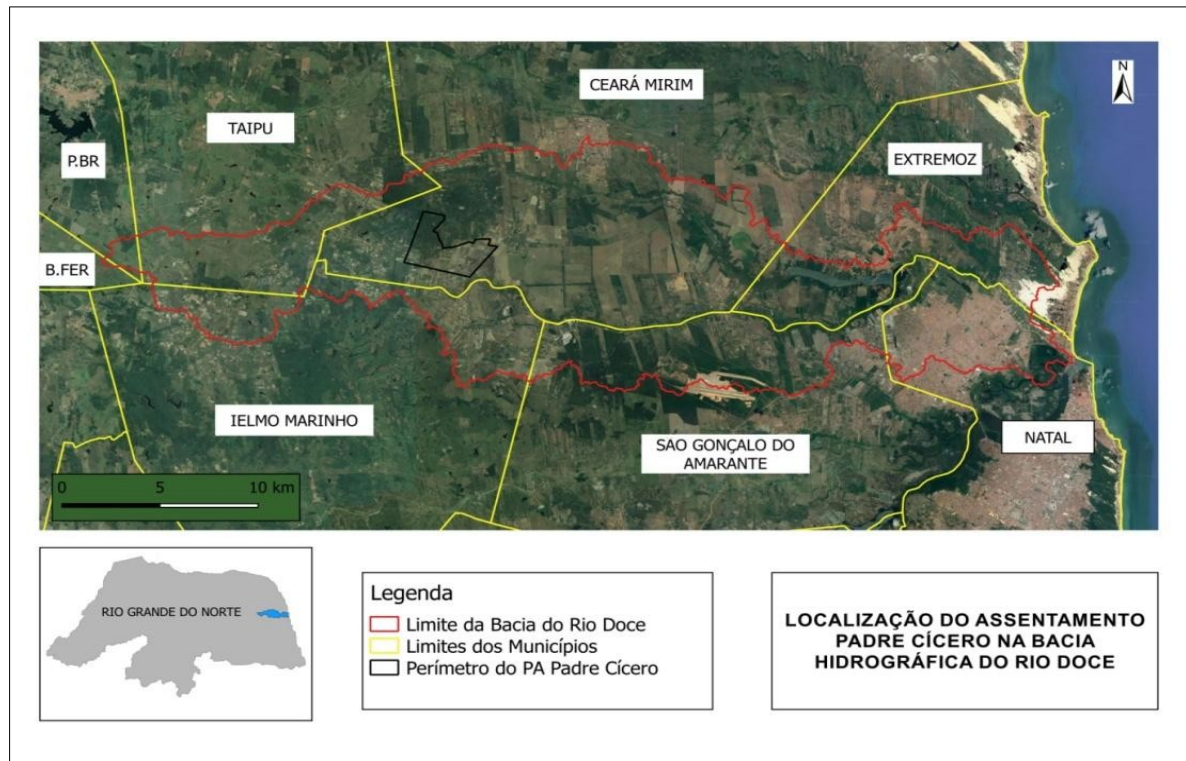 CEARÁ MIRIM
N
TAIPU
EXTREMOZ
P.BR
B.FER
IELMO MARINHO
SAO GONÇALO DO
AMARANTE
NATAL
0 5 10 km
RIO GRANDE DO NORTE
Legenda
Limite da Bacia do Rio Doce
Limites dos Municípios
Perímetro do PA Padre Cícero
LOCALIZAÇÃO DO ASSENTAMENTO
PADRE CÍCERO NA BACIA
HIDROGRÁFICA DO RIO DOCE